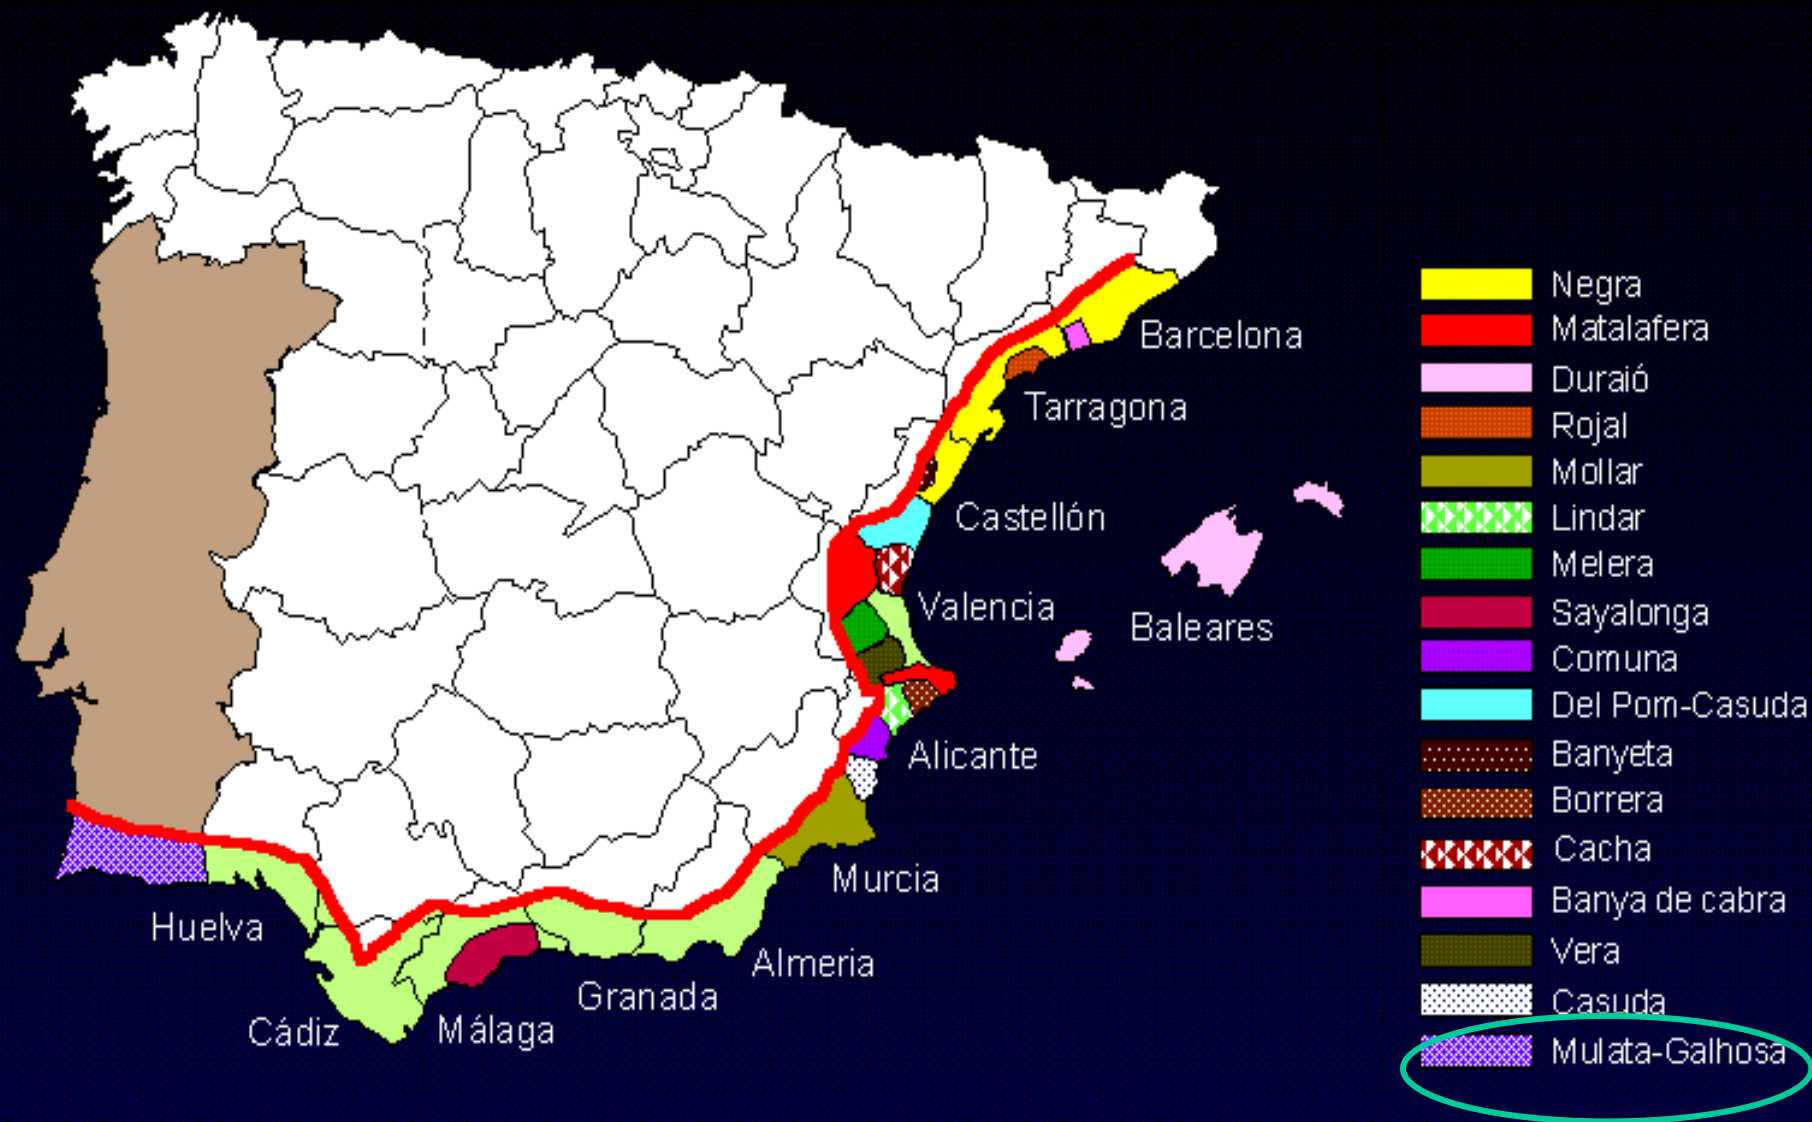 Barcelona
Tarragona
Castellón
Valencia
Baleares
Alicante
Murcia
Almeria
Granada
Málaga
Cádiz
Huelva
Negra
Matalafera
Duraió
Rojal
Mollar
Lindar
Melera
Sayalonga
Comuna
Del Pom-Casuda
Banyeta
Borrera
Cacha
Banya de cabra
Vera
Casuda
Mulata-Galhosa